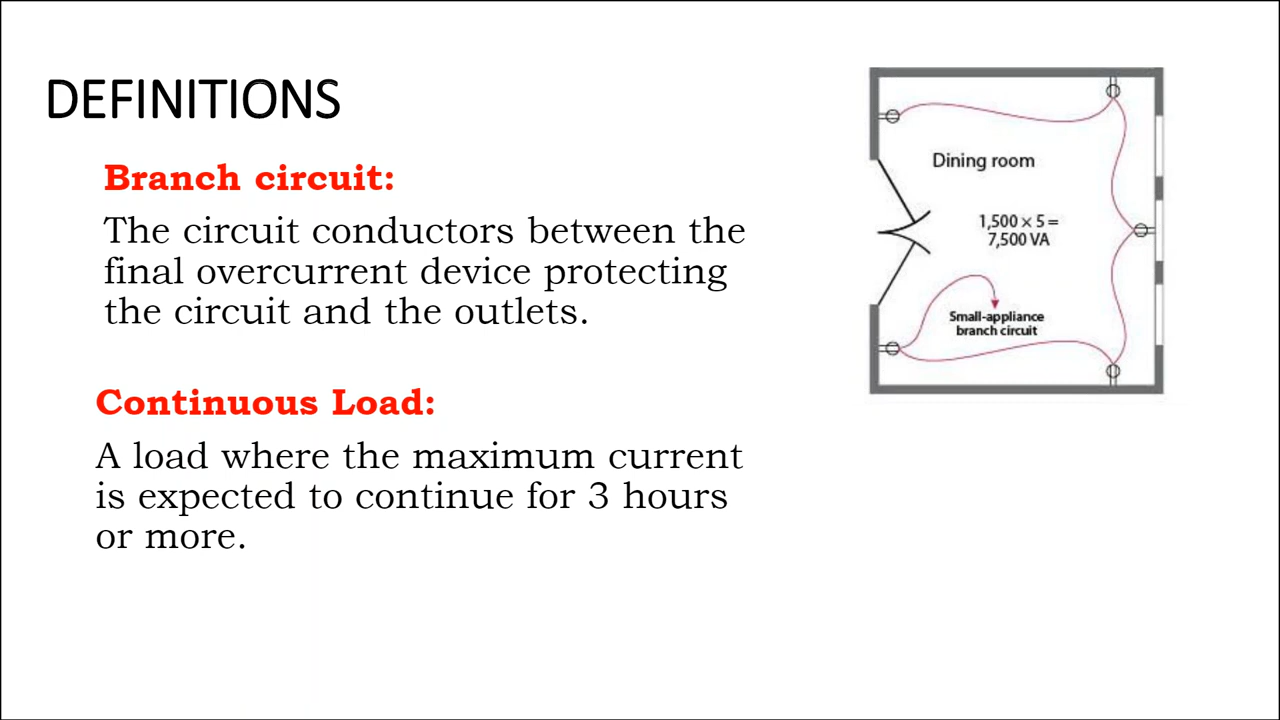 DEFINITIONS
Branch circuit:
The circuit conductors between the
final overcurrent device protecting
the circuit and the outlets.
Continuous Load:
A load where the maximum current
is expected to continue for 3 hours
or more.
Dining room
1,500 × 5 =
7,500 VA
Small-appliance
branch circuit